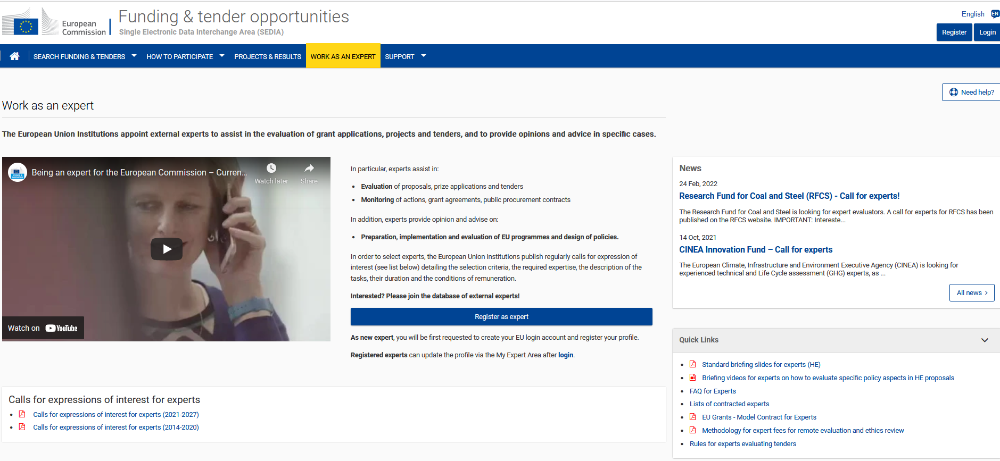 European
Commission
Funding & tender opportunities
Single Electronic Data Interchange Area (SEDIA)
English EN
Register Login
SEARCH FUNDING & TENDERS HOW TO PARTICIPATE PROJECTS & RESULTS WORK AS AN EXPERT SUPPORT
Need help?
Work as an expert
The European Union Institutions appoint external experts to assist in the evaluation of grant applications, projects and tenders, and to provide opinions and advice in specific cases.
Being an expert for the European Commission – Curren...
Watch later
Share
Watch on YouTube
In particular, experts assist in:
• Evaluation of proposals, prize applications and tenders
• Monitoring of actions, grant agreements, public procurement contracts
In addition, experts provide opinion and advise on:
• Preparation, implementation and evaluation of EU programmes and design of policies.
In order to select experts, the European Union Institutions publish regularly calls for expression of
interest (see list below) detailing the selection criteria, the required expertise, the description of the
tasks, their duration and the conditions of remuneration.
Interested? Please join the database of external experts!
Register as expert
As new expert, you will be first requested to create your EU login account and register your profile.
Registered experts can update the profile via the My Expert Area after login.
Calls for expressions of interest for experts
• Calls for expressions of interest for experts (2021-2027)
• Calls for expressions of interest for experts (2014-2020)
News
24 Feb, 2022
Research Fund for Coal and Steel (RFCS) - Call for experts!
The Research Fund for Coal and Steel is looking for expert evaluators. A call for experts for RFCS has been
published on the RFCS website. IMPORTANT: Intereste...
14 Oct, 2021
CINEA Innovation Fund – Call for experts
The European Climate, Infrastructure and Environment Executive Agency (CINEA) is looking for
experienced technical and Life Cycle assessment (GHG) experts, as ...
All news >
Quick Links
• Standard briefing slides for experts (HE)
• Briefing videos for experts on how to evaluate specific policy aspects in HE proposals
• FAQ for Experts
• Lists of contracted experts
• EU Grants - Model Contract for Experts
• Methodology for expert fees for remote evaluation and ethics review
• Rules for experts evaluating tenders